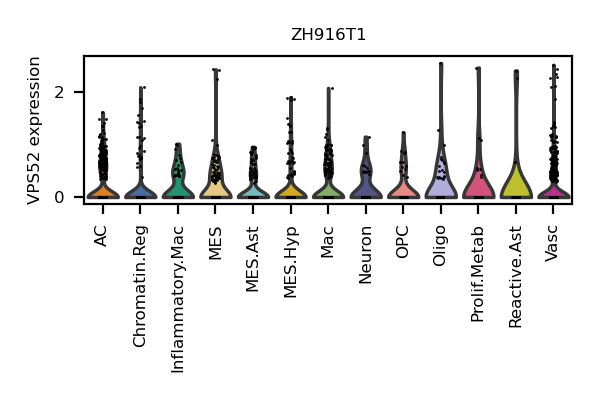 ZH916T1
VPS52 expression
2
0
AC
Chromatin.Reg
Inflammatory.Mac
MES
MES.Ast
MES.Hyp
Mac
Neuron
OPC
Oligo
Prolif.Metab
Reactive.Ast
Vasc